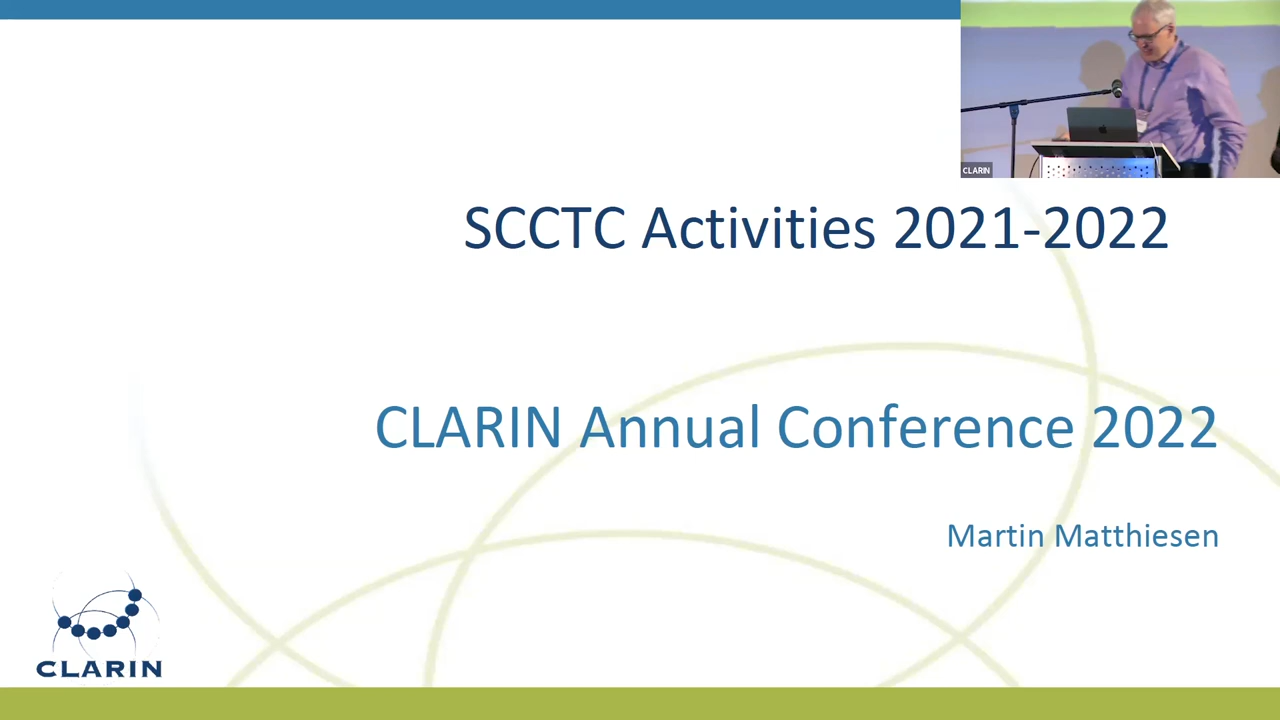 CLARIN
SCCTC Activities 2021-2022
CLARIN Annual Conference 2022
Martin Matthiesen
CLARIN